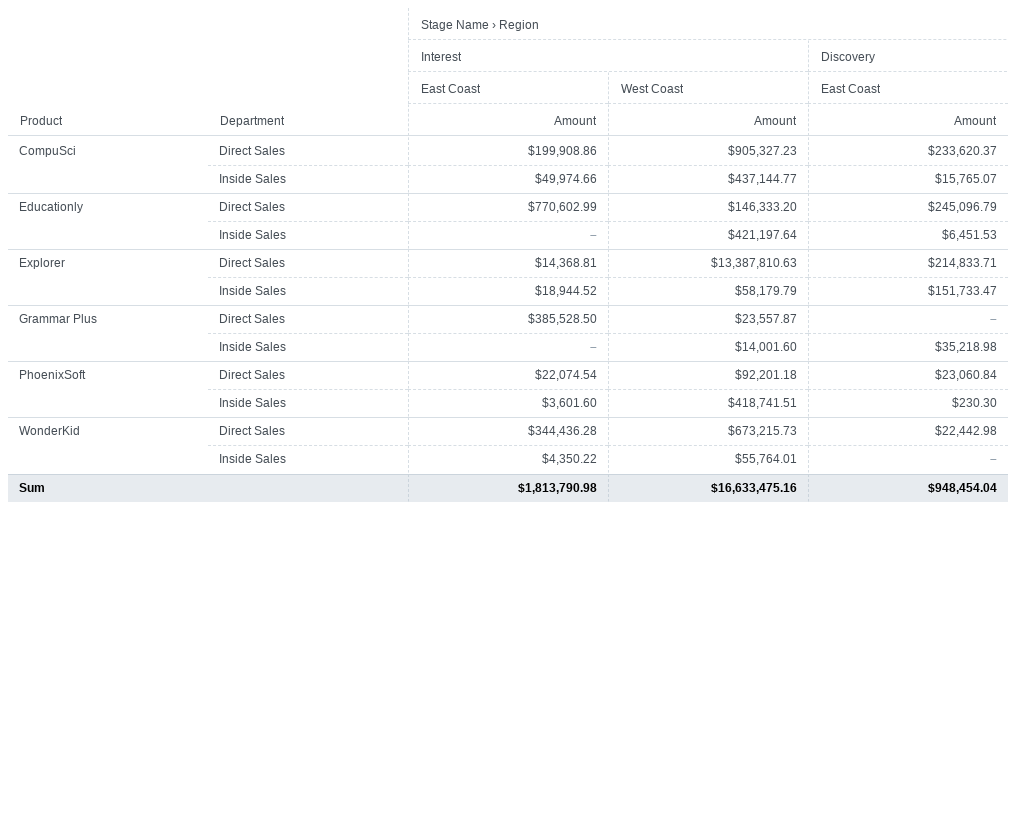 Stage Name › Region
Interest Discovery
East Coast West Coast East Coast
Product Department Amount Amount Amount
CompuSci Direct Sales $199,908.86 $905,327.23 $233,620.37
Inside Sales $49,974.66 $437,144.77 $15,765.07
Educationly Direct Sales $770,602.99 $146,333.20 $245,096.79
Inside Sales – $421,197.64 $6,451.53
Explorer Direct Sales $14,368.81 $13,387,810.63 $214,833.71
Inside Sales $18,944.52 $58,179.79 $151,733.47
Grammar Plus Direct Sales $385,528.50 $23,557.87 –
Inside Sales – $14,001.60 $35,218.98
PhoenixSoft Direct Sales $22,074.54 $92,201.18 $23,060.84
Inside Sales $3,601.60 $418,741.51 $230.30
WonderKid Direct Sales $344,436.28 $673,215.73 $22,442.98
Inside Sales $4,350.22 $55,764.01 –
Sum $1,813,790.98 $16,633,475.16 $948,454.04